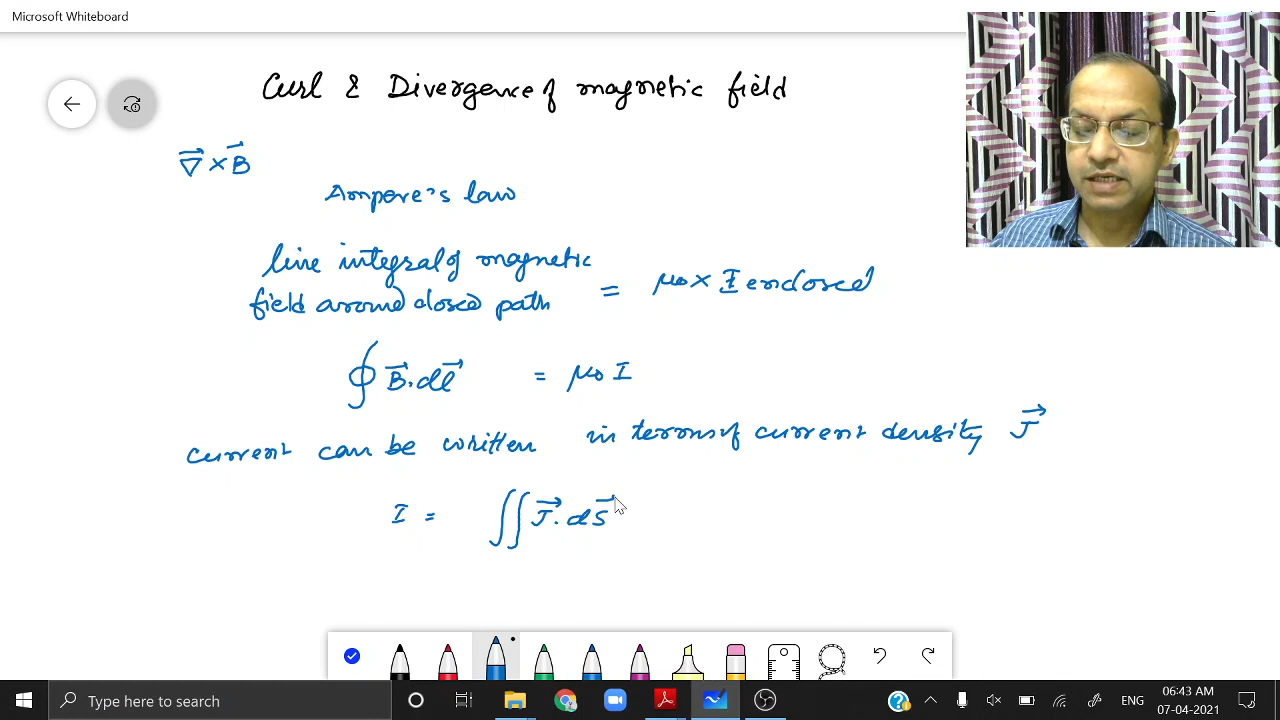 Microsoft Whiteboard
Curl & Divergence of magnetic field
∇⃗ × B⃗
Ampere's law
line integral of magnetic
field around closed path = μ₀ × I enclosed
∮ B⃗ . dl⃗ = μ₀ I
current can be written in terms of current density J⃗
I = ∬ J⃗ . dS⃗
Type here to search
ENG
06:43 AM
07-04-2021